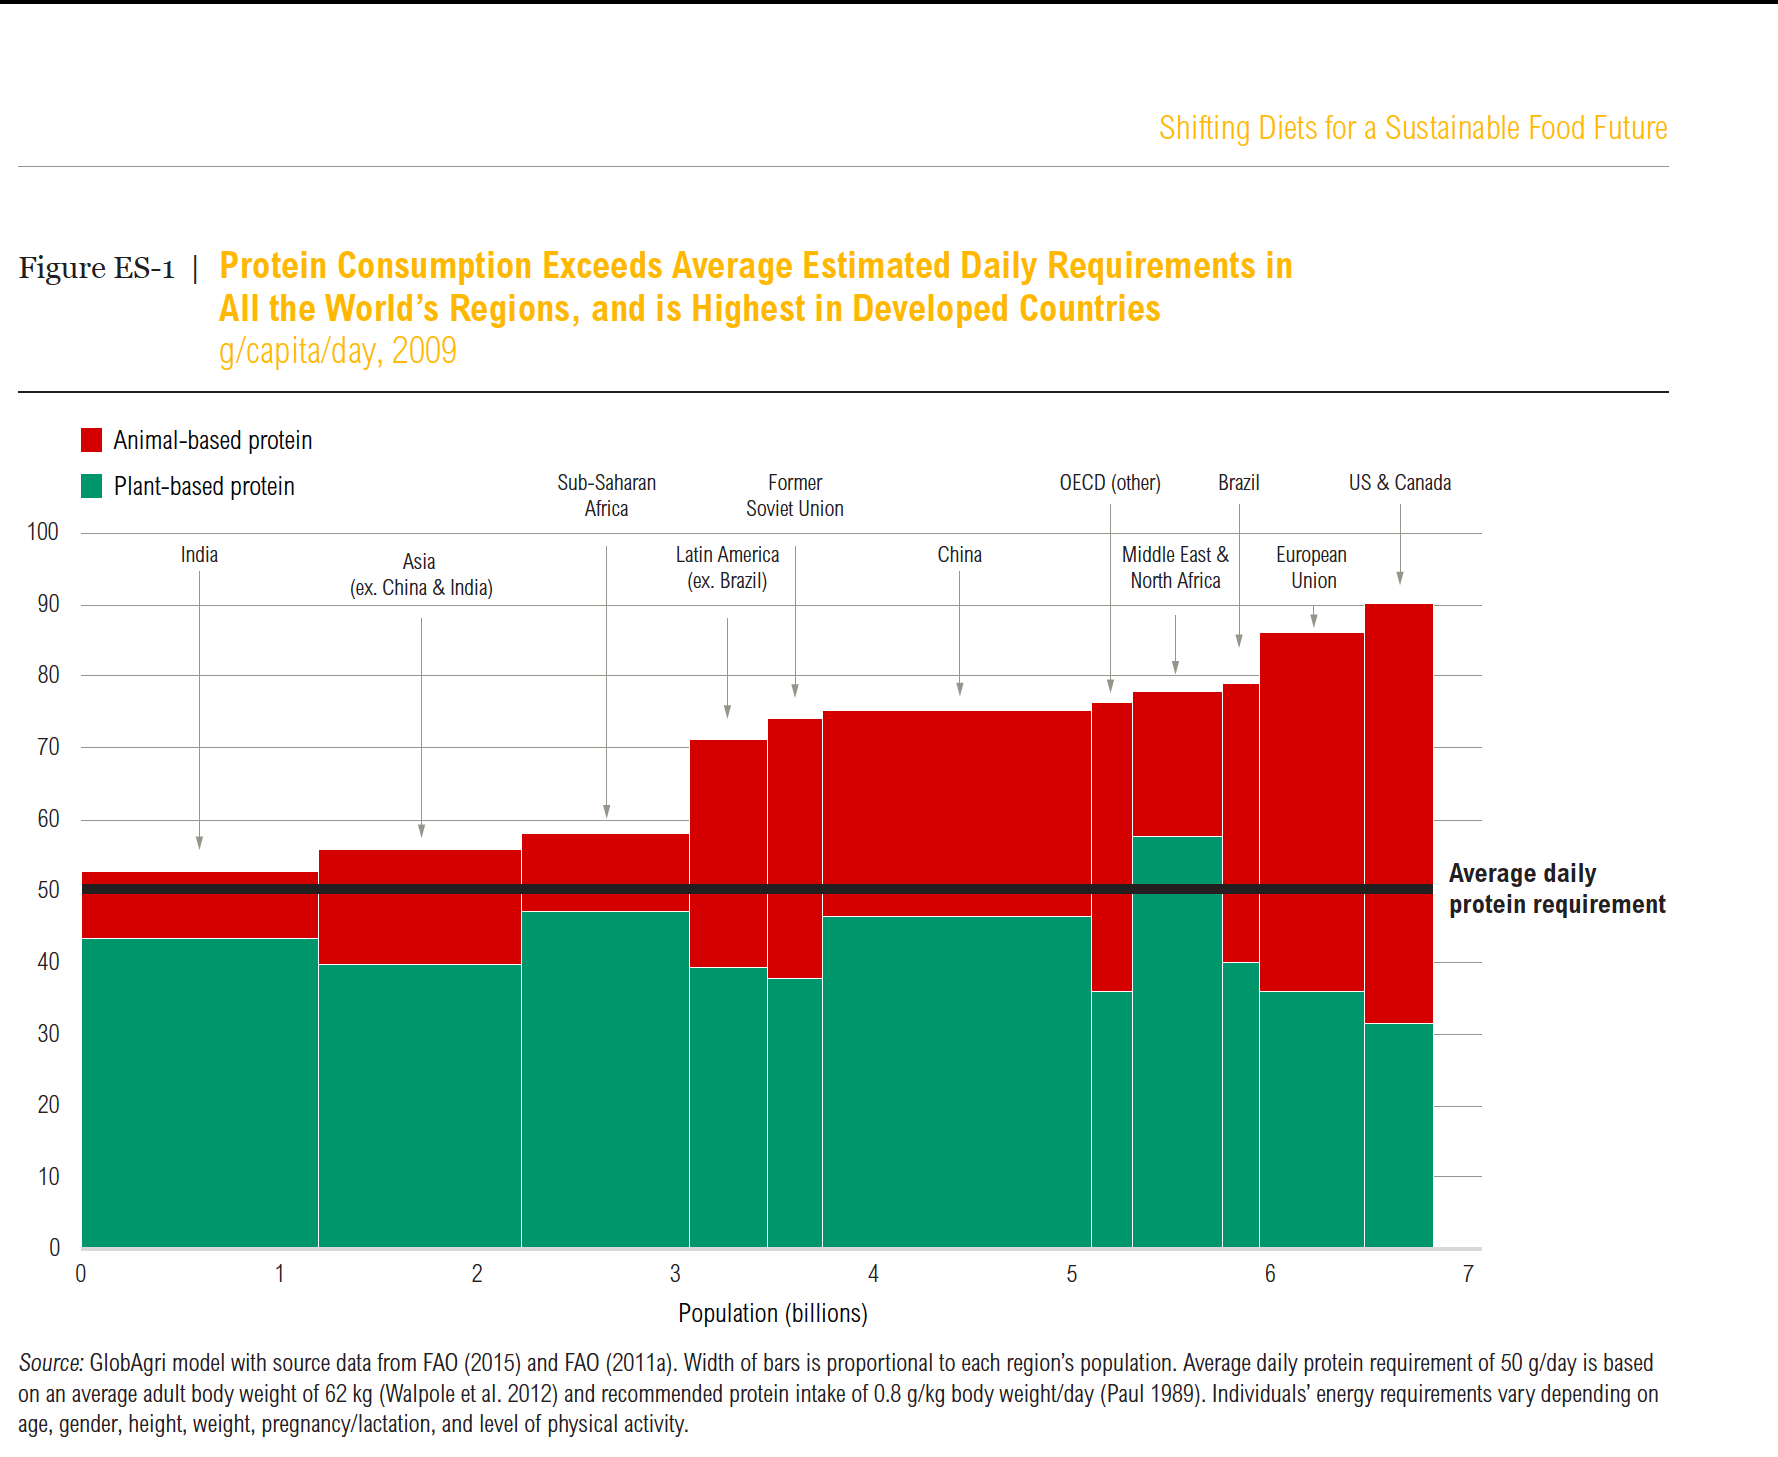 Shifting Diets for a Sustainable Food Future
Figure ES-1 | Protein Consumption Exceeds Average Estimated Daily Requirements in
All the World’s Regions, and is Highest in Developed Countries
g/capita/day, 2009
Animal-based protein
Plant-based protein
Sub-Saharan
Africa
Former
Soviet Union
OECD (other)
Brazil
US & Canada
India
Asia
(ex. China & India)
Latin America
(ex. Brazil)
China
Middle East &
North Africa
European
Union
100
90
80
70
60
50
40
30
20
10
0
Average daily
protein requirement
0 1 2 3 4 5 6 7
Population (billions)
Source: GlobAgri model with source data from FAO (2015) and FAO (2011a). Width of bars is proportional to each region’s population. Average daily protein requirement of 50 g/day is based
on an average adult body weight of 62 kg (Walpole et al. 2012) and recommended protein intake of 0.8 g/kg body weight/day (Paul 1989). Individuals’ energy requirements vary depending on
age, gender, height, weight, pregnancy/lactation, and level of physical activity.